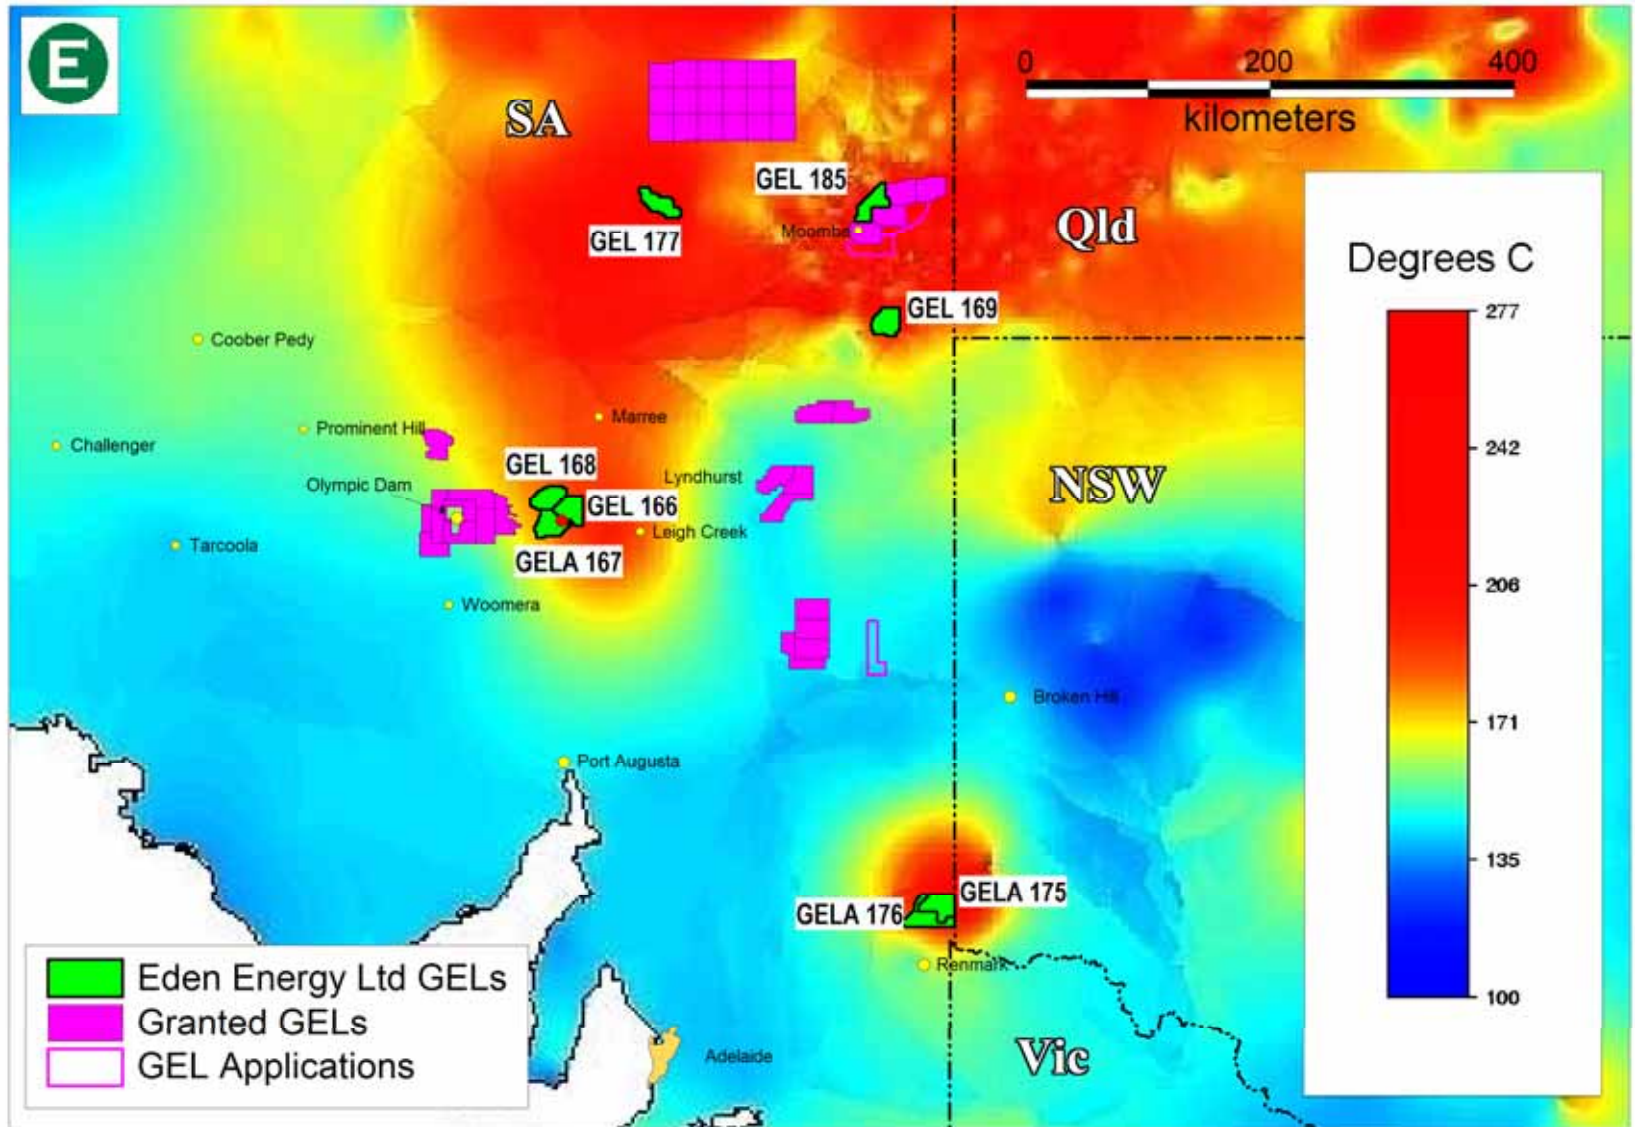 E
0 200 400
kilometers
SA
GEL 185
GEL 177
Moomba
Qld
GEL 169
Degrees C
277
242
206
171
135
100
Coober Pedy
Marree
Prominent Hill
Challenger
GEL 168
Lyndhurst
NSW
Olympic Dam
GEL 166
Leigh Creek
Tarcoola
GELA 167
Woomera
Broken Hill
Port Augusta
GELA 175
GELA 176
Renmark
Eden Energy Ltd GELs
Granted GELs
GEL Applications
Adelaide
Vic